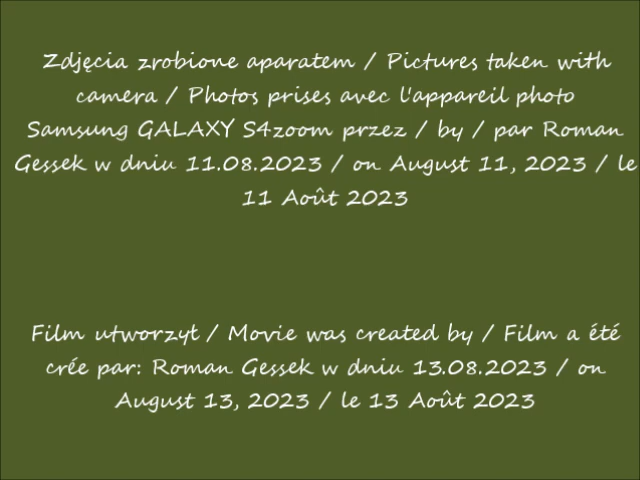 Zdjęcia zrobione aparatem / Pictures taken with
camera / Photos prises avec l'appareil photo
Samsung GALAXY S4zoom przez / by / par Roman
Gessek w dniu 11.08.2023 / on August 11, 2023 / le
11 Août 2023
Film utworzył / Movie was created by / Film a été
crée par: Roman Gessek w dniu 13.08.2023 / on
August 13, 2023 / le 13 Août 2023